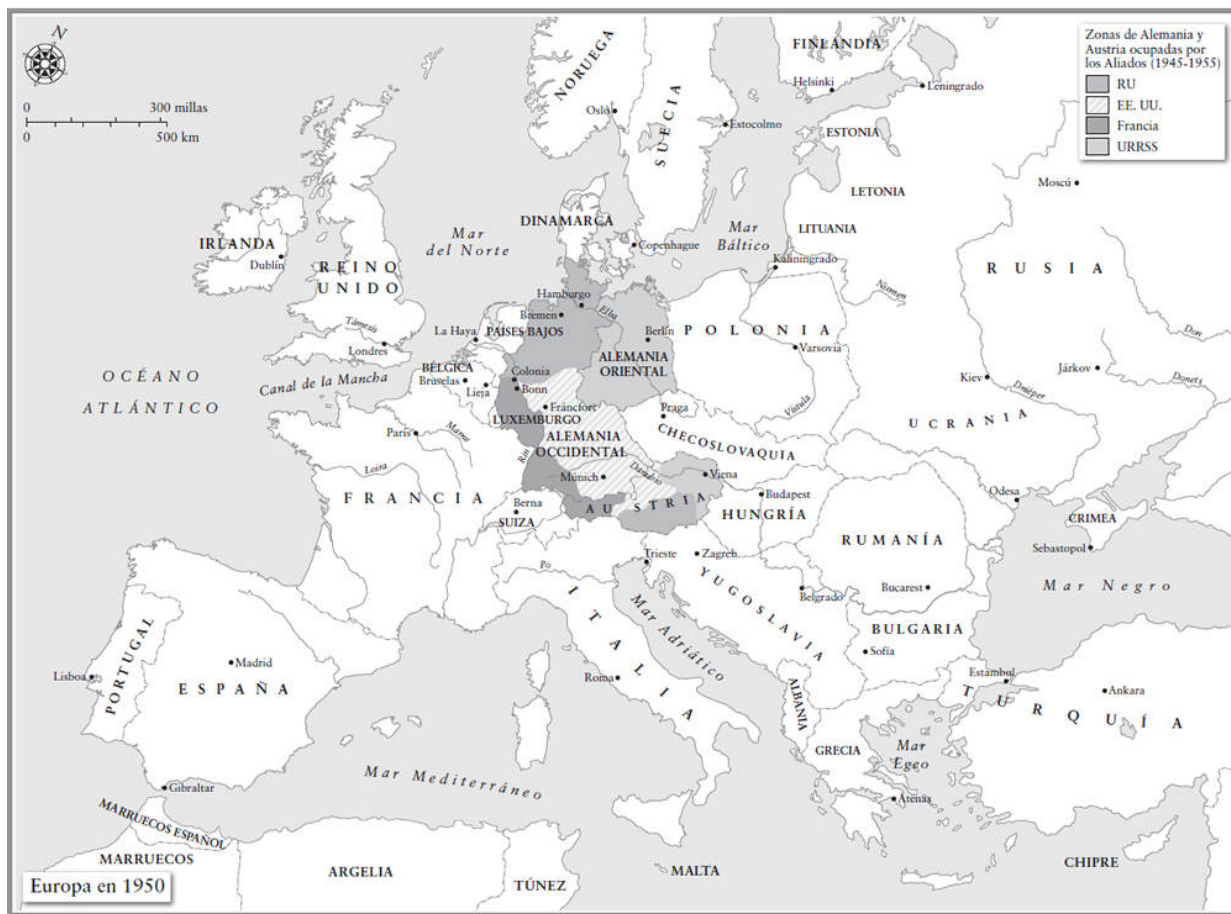 N
0 300 millas
0 500 km
Zonas de Alemania y
Austria ocupadas por
los Aliados (1945-1955)
RU
EE. UU.
Francia
URRSS
FINLANDIA
NORUEGA
Helsinki
Leningrado
Oslo
SUECIA
Estocolmo
ESTONIA
Moscú
LETONIA
DINAMARCA
Mar
del Norte
Mar
Báltico
LITUANIA
IRLANDA
Dublín
Copenhague
Kaliningrado
REINO
UNIDO
RUSIA
Niemen
Hamburgo
Elba
Bremen
Támesis
La Haya
PAISES BAJOS
Berlín
POLONIA
Varsovia
Don
Londres
ALEMANIA
ORIENTAL
OCÉANO
ATLÁNTICO
Canal de la Mancha
BÉLGICA
Bruselas
Lieja
Colonia
Bonn
Kiev
Dniéper
Járkov
Donets
Vístula
Fráncfort
LUXEMBURGO
Praga
UCRANIA
París
Marne
ALEMANIA
OCCIDENTAL
CHECOSLOVAQUIA
Rin
Loira
Múnich
Danubio
Viena
FRANCIA
Berna
SUIZA
AUSTRIA
Budapest
HUNGRÍA
Odesa
CRIMEA
Sebastopol
RUMANÍA
Trieste
Zagreb
Po
Belgrado
Bucarest
Mar Negro
YUGOSLAVIA
ITALIA
Mar Adriático
BULGARIA
Sofía
PORTUGAL
Lisboa
Madrid
ESPAÑA
Roma
Estambul
Ankara
TURQUÍA
ALBANIA
GRECIA
Mar
Egeo
Atenas
Mar Mediterráneo
Gibraltar
MARRUECOS ESPAÑOL
MARRUECOS
ARGELIA
TÚNEZ
MALTA
CHIPRE
Europa en 1950